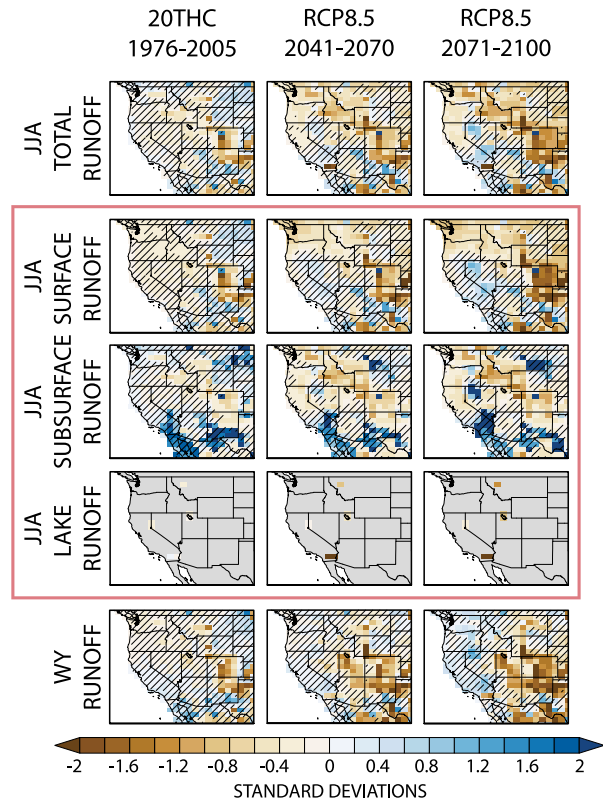 20THC
1976-2005
RCP8.5
2041-2070
RCP8.5
2071-2100
JJA
TOTAL
RUNOFF
JJA
SURFACE
RUNOFF
JJA
SUBSURFACE
RUNOFF
JJA
LAKE
RUNOFF
WY
RUNOFF
-2 -1.6 -1.2 -0.8 -0.4 0 0.4 0.8 1.2 1.6 2
STANDARD DEVIATIONS